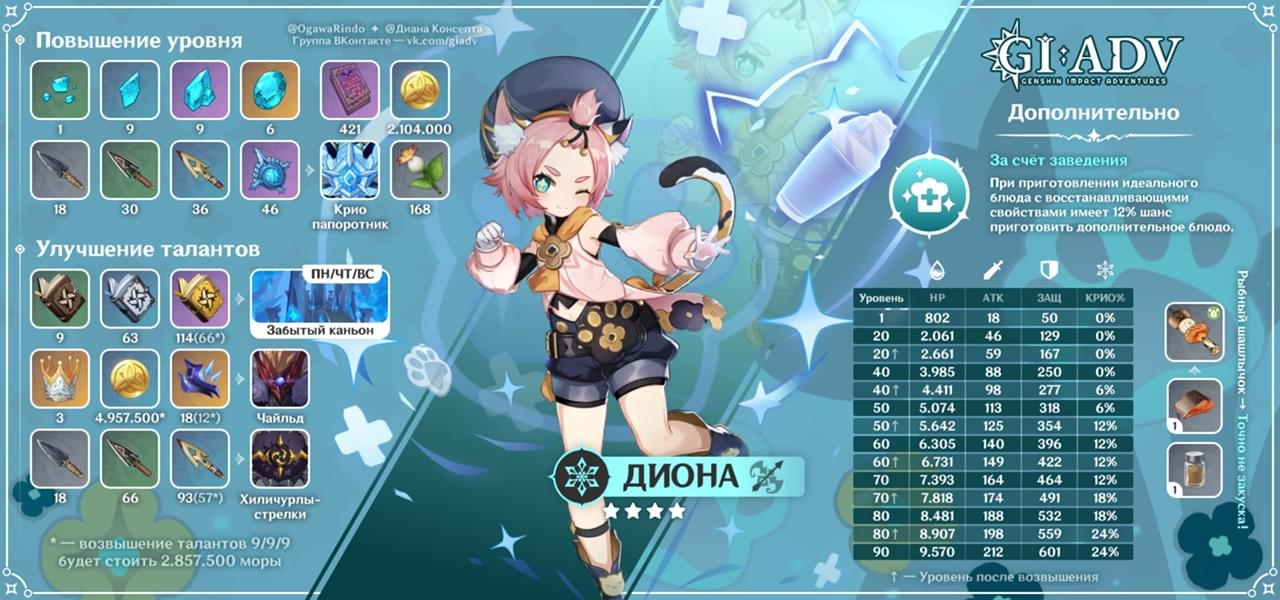 @OgawaRindo ✦ @Диана Консепта
Группа ВКонтакте — vk.com/giadv
Повышение уровня
1 9 9 6 421 2.104.000
18 30 36 46 Крио папоротник 168
Улучшение талантов
ПН/ЧТ/ВС
Забытый каньон
9 63 114(66*)
3 4.957.500* 18(12*) Чайльд
18 66 93(57*) Хиличурлы-
стрелки
* — возвышение талантов 9/9/9
будет стоить 2.857.500 моры
ДИОНА
GI·ADV
GENSHIN IMPACT ADVENTURES
Дополнительно
За счёт заведения
При приготовлении идеального
блюда с восстанавливающими
свойствами имеет 12% шанс
приготовить дополнительное блюдо.
Уровень HP АТК ЗАЩ КРИО%
1 802 18 50 0%
20 2.061 46 129 0%
20↑ 2.661 59 167 0%
40 3.985 88 250 0%
40↑ 4.411 98 277 6%
50 5.074 113 318 6%
50↑ 5.642 125 354 12%
60 6.305 140 396 12%
60↑ 6.731 149 422 12%
70 7.393 164 464 12%
70↑ 7.818 174 491 18%
80 8.481 188 532 18%
80↑ 8.907 198 559 24%
90 9.570 212 601 24%
↑ — Уровень после возвышения
1
1
Рыбный шашлычок → Точно не закуска!